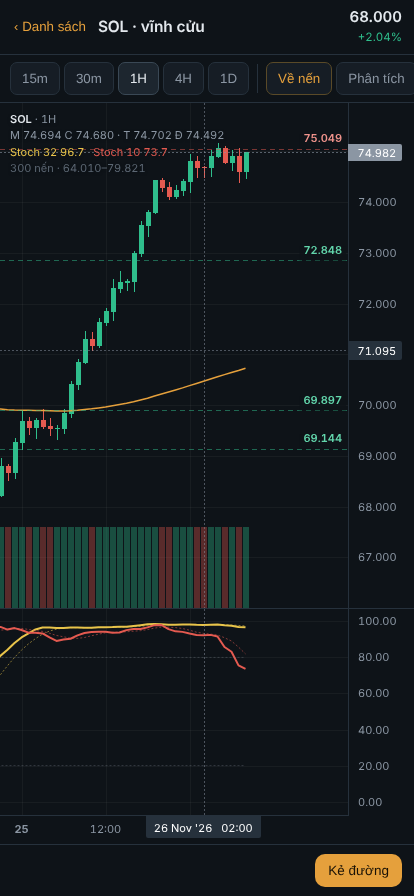 ‹ Danh sách SOL · vĩnh cửu 68.000
+2.04%
15m 30m 1H 4H 1D Về nến Phân tích
SOL · 1H
M 74.694 C 74.680 · T 74.702 Đ 74.492
Stoch 32 96.7 · Stoch 10 73.7
300 nến · 64.010–79.821
75.049
74.982
74.000
73.000
72.848
72.000
71.095
70.000
69.897
69.144
69.000
68.000
67.000
100.00
80.00
60.00
40.00
20.00
0.00
25 12:00 26 Nov '26 02:00
Kẻ đường